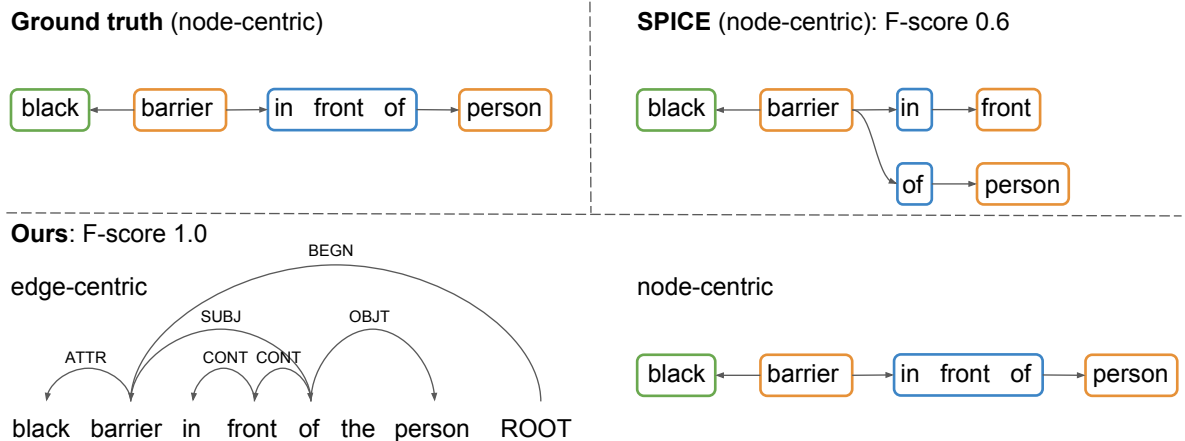 Ground truth (node-centric)
black barrier in front of person
SPICE (node-centric): F-score 0.6
black barrier in front
of person
Ours: F-score 1.0
edge-centric
BEGN
SUBJ OBJT
ATTR CONT CONT
black barrier in front of the person ROOT
node-centric
black barrier in front of person